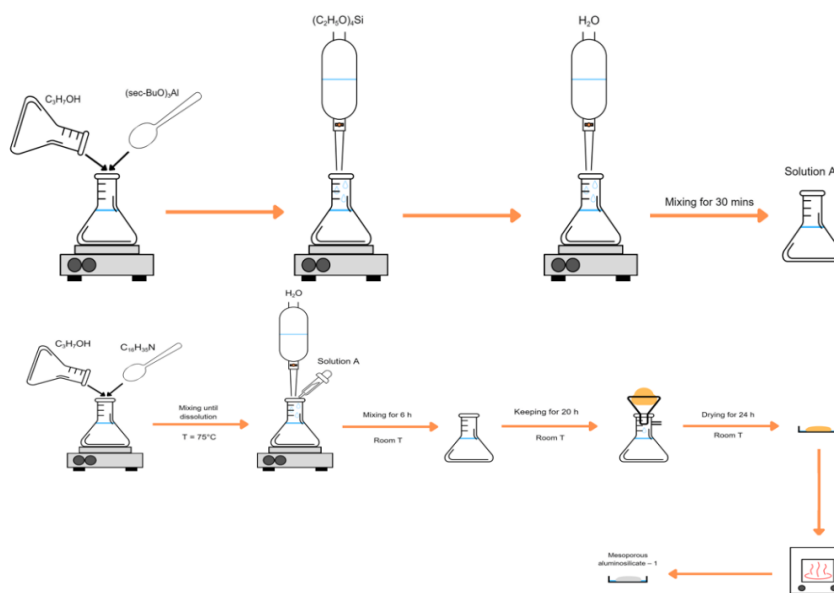 (C₂H₅O)₄Si
H₂O
C₃H₇OH
(sec-BuO)₃Al
Solution A
Mixing for 30 mins
H₂O
C₃H₇OH
C₁₆H₃₅N
Solution A
Mixing until
dissolution
T = 75°C
Mixing for 6 h
Room T
Keeping for 20 h
Room T
Drying for 24 h
Room T
Mesoporous
aluminosilicate – 1